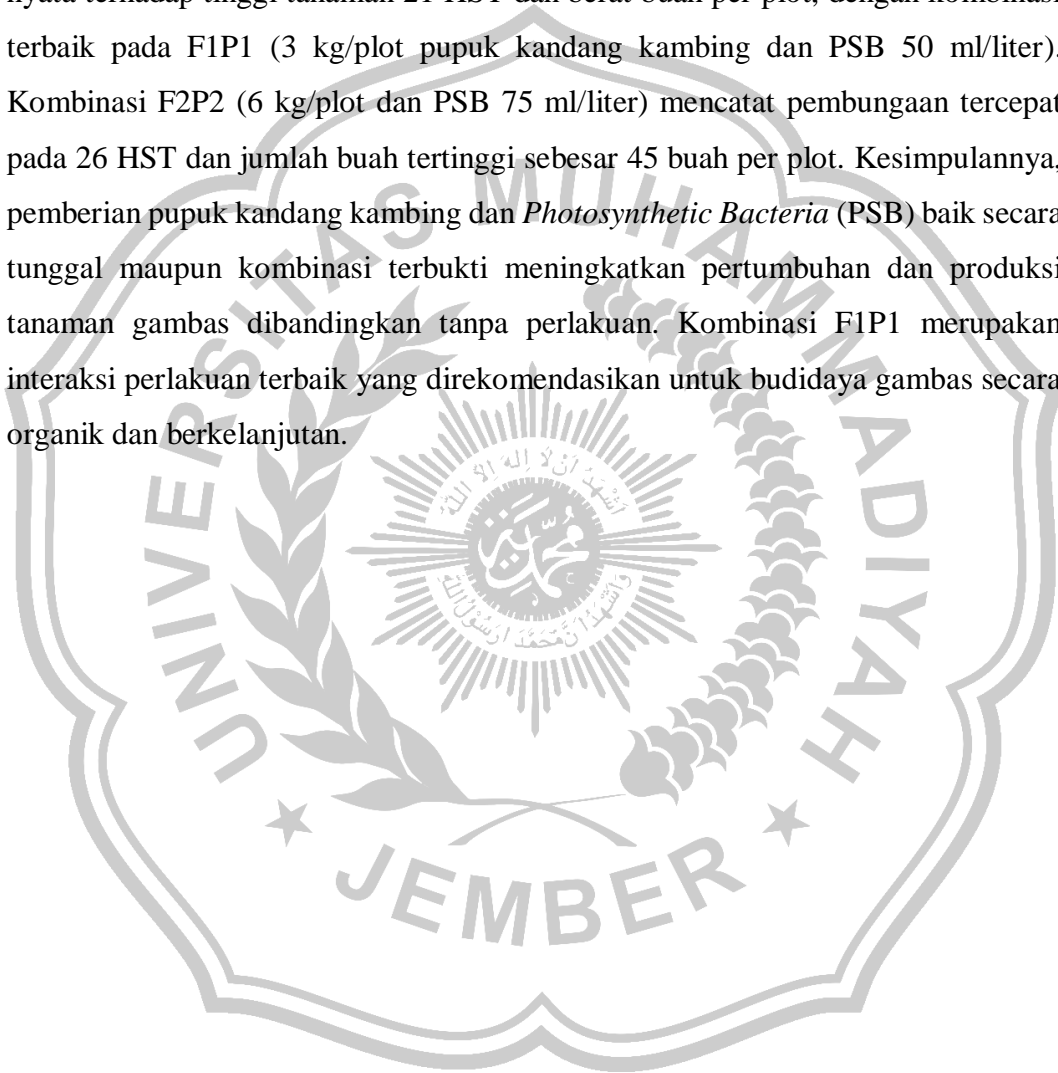 nyata terhadap tinggi tanaman 21 HST dan berat buah per plot, dengan kombinasi
terbaik pada F1P1 (3 kg/plot pupuk kandang kambing dan PSB 50 ml/liter).
Kombinasi F2P2 (6 kg/plot dan PSB 75 ml/liter) mencatat pembungaan tercepat
pada 26 HST dan jumlah buah tertinggi sebesar 45 buah per plot. Kesimpulannya,
pemberian pupuk kandang kambing dan Photosynthetic Bacteria (PSB) baik secara
tunggal maupun kombinasi terbukti meningkatkan pertumbuhan dan produksi
tanaman gambas dibandingkan tanpa perlakuan. Kombinasi F1P1 merupakan
interaksi perlakuan terbaik yang direkomendasikan untuk budidaya gambas secara
organik dan berkelanjutan.
UNIVERSITAS MUHAMMADIYAH
JEMBER